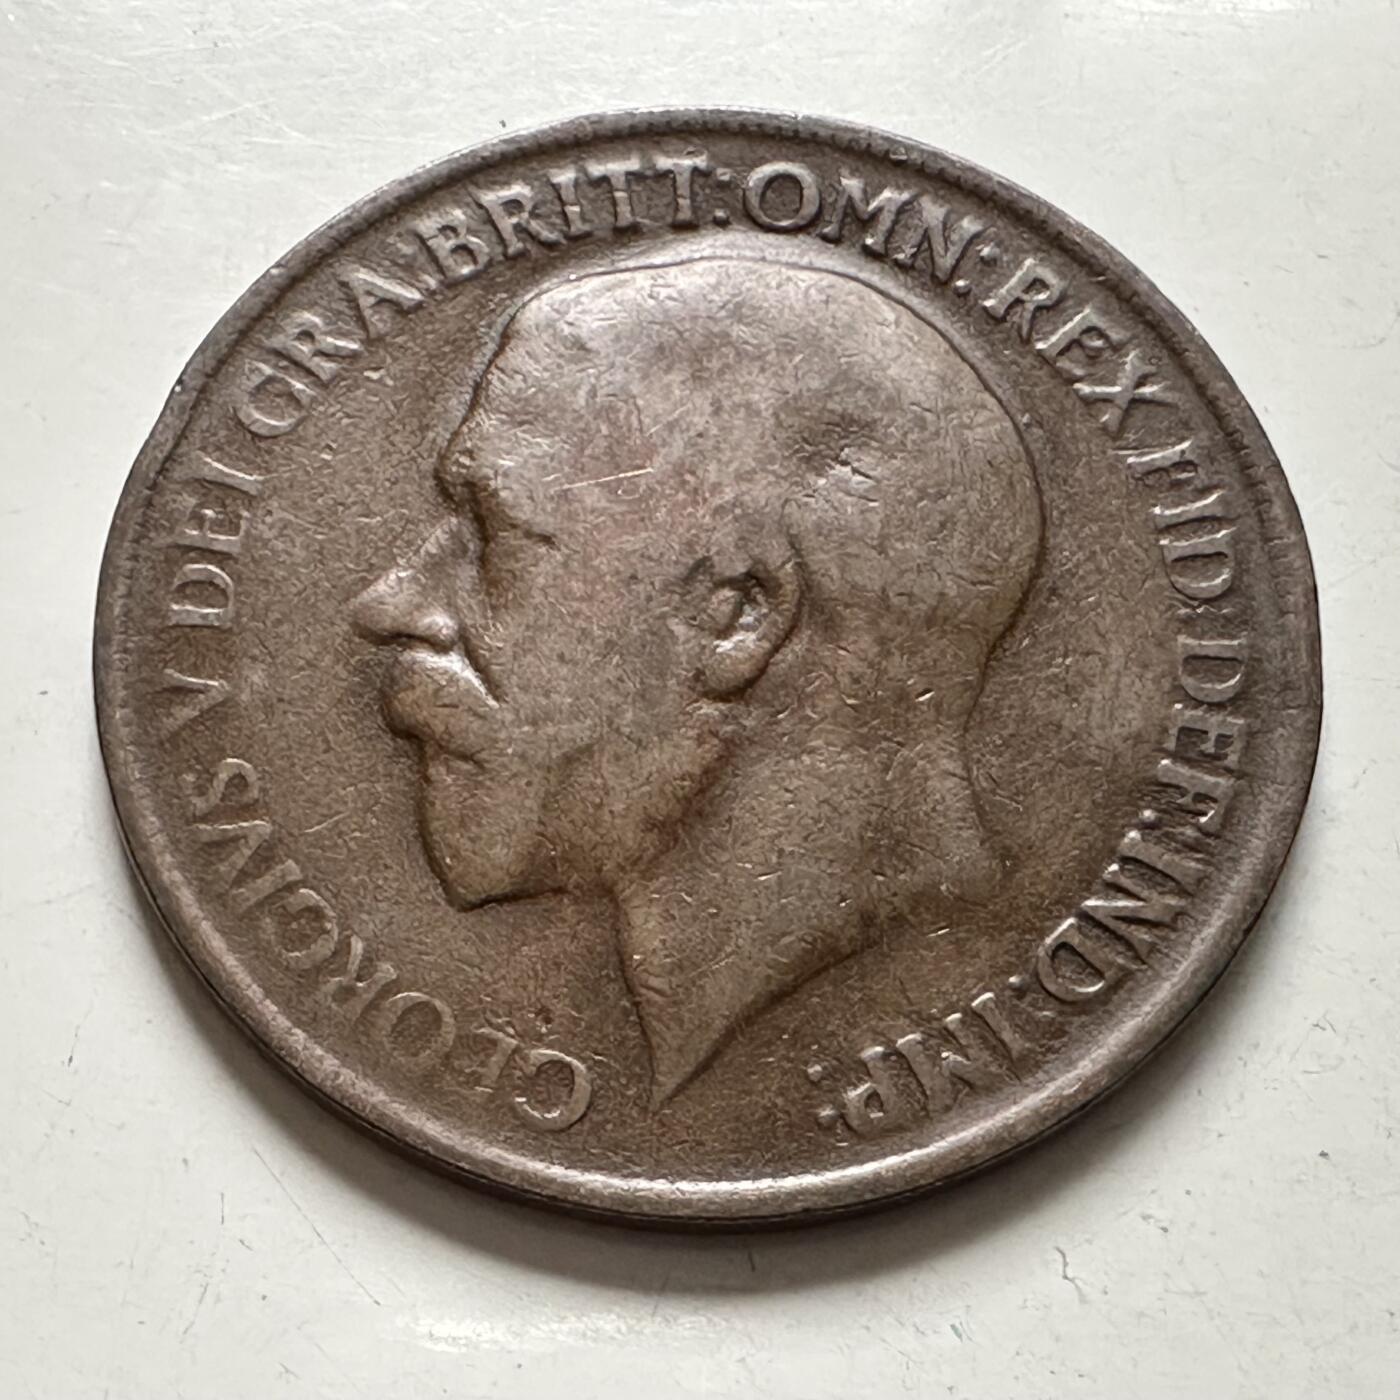 GEORGIVS V DEI GRA:BRITT:OMN:REX FID:DEF:IND:IMP: